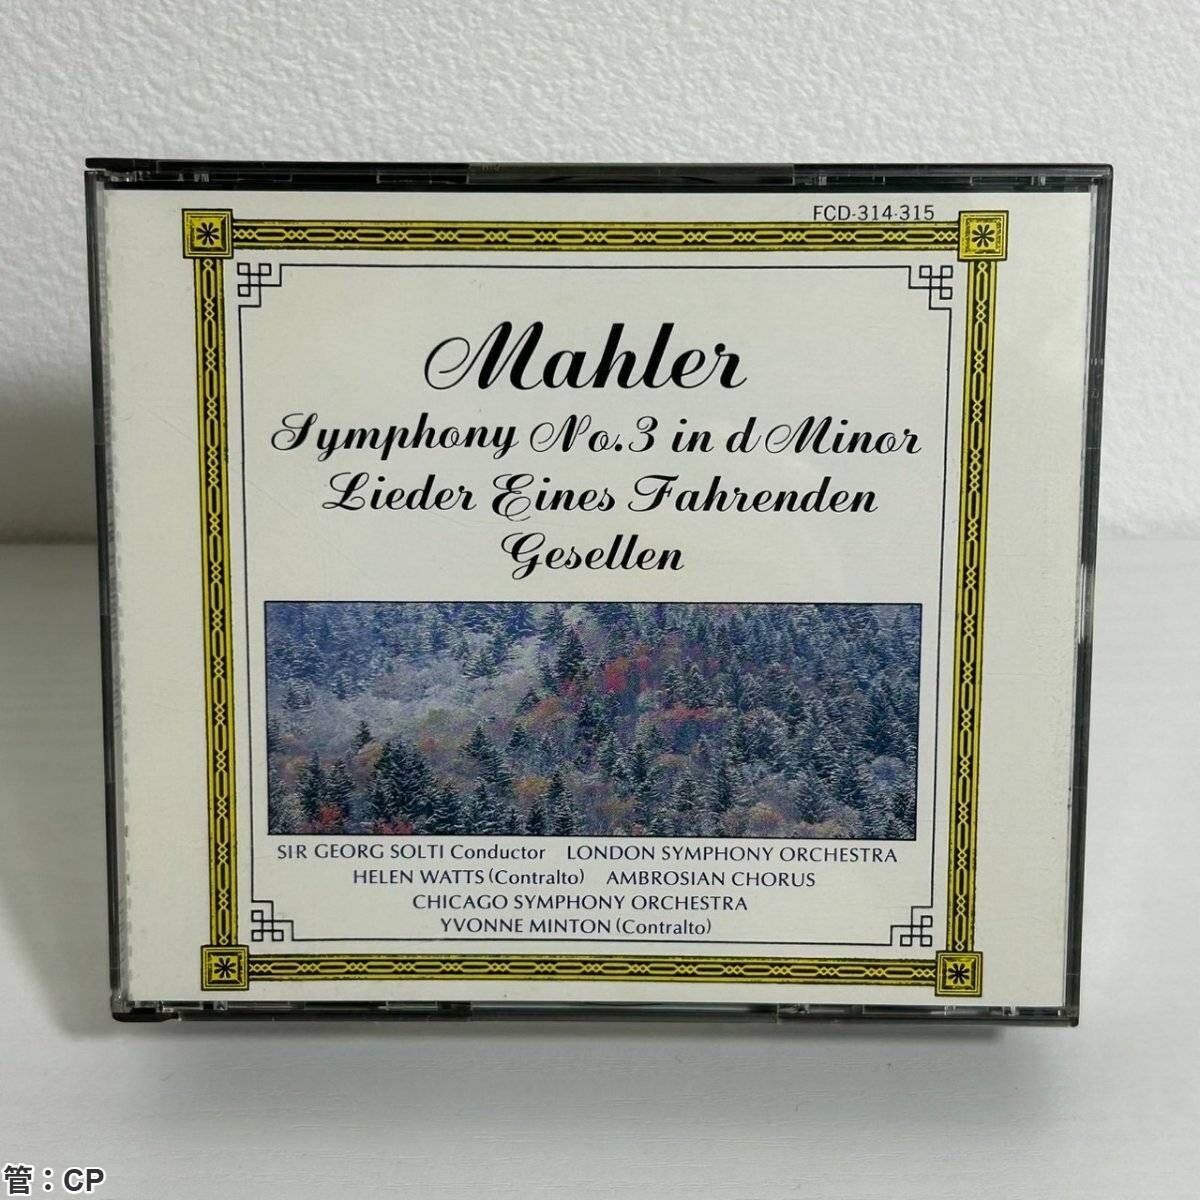 FCD-314-315
Mahler
Symphony No.3 in d Minor
Lieder Eines Fahrenden
Gesellen
SIR GEORG SOLTI Conductor LONDON SYMPHONY ORCHESTRA
HELEN WATTS (Contralto) AMBROSIAN CHORUS
CHICAGO SYMPHONY ORCHESTRA
YVONNE MINTON (Contralto)
管：CP